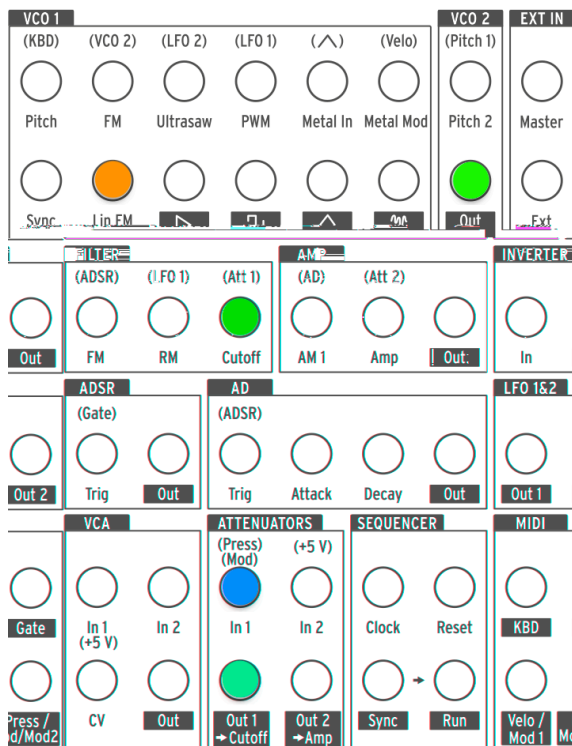 VCO 1 VCO 2 EXT IN
(KBD) (VCO 2) (LFO 2) (LFO 1) (Velo) (Pitch 1)
Pitch FM Ultrasaw PWM Metal In Metal Mod Pitch 2 Master
Sync Lin FM Out Ext
FILTER AMP INVERTER
(ADSR) (LFO 1) (Att 1) (AD) (Att 2)
Out FM RM Cutoff AM 1 Amp Out In
ADSR AD LFO 1&2
(Gate) (ADSR)
Out 2 Trig Out Trig Attack Decay Out Out 1
VCA ATTENUATORS SEQUENCER MIDI
(Press) (+5 V)
(Mod)
Gate In 1 In 2 In 1 In 2 Clock Reset KBD
(+5 V)
Press / CV Out Out 1 Out 2 Sync → Run Velo /
od/Mod2 →Cutoff →Amp Mod 1